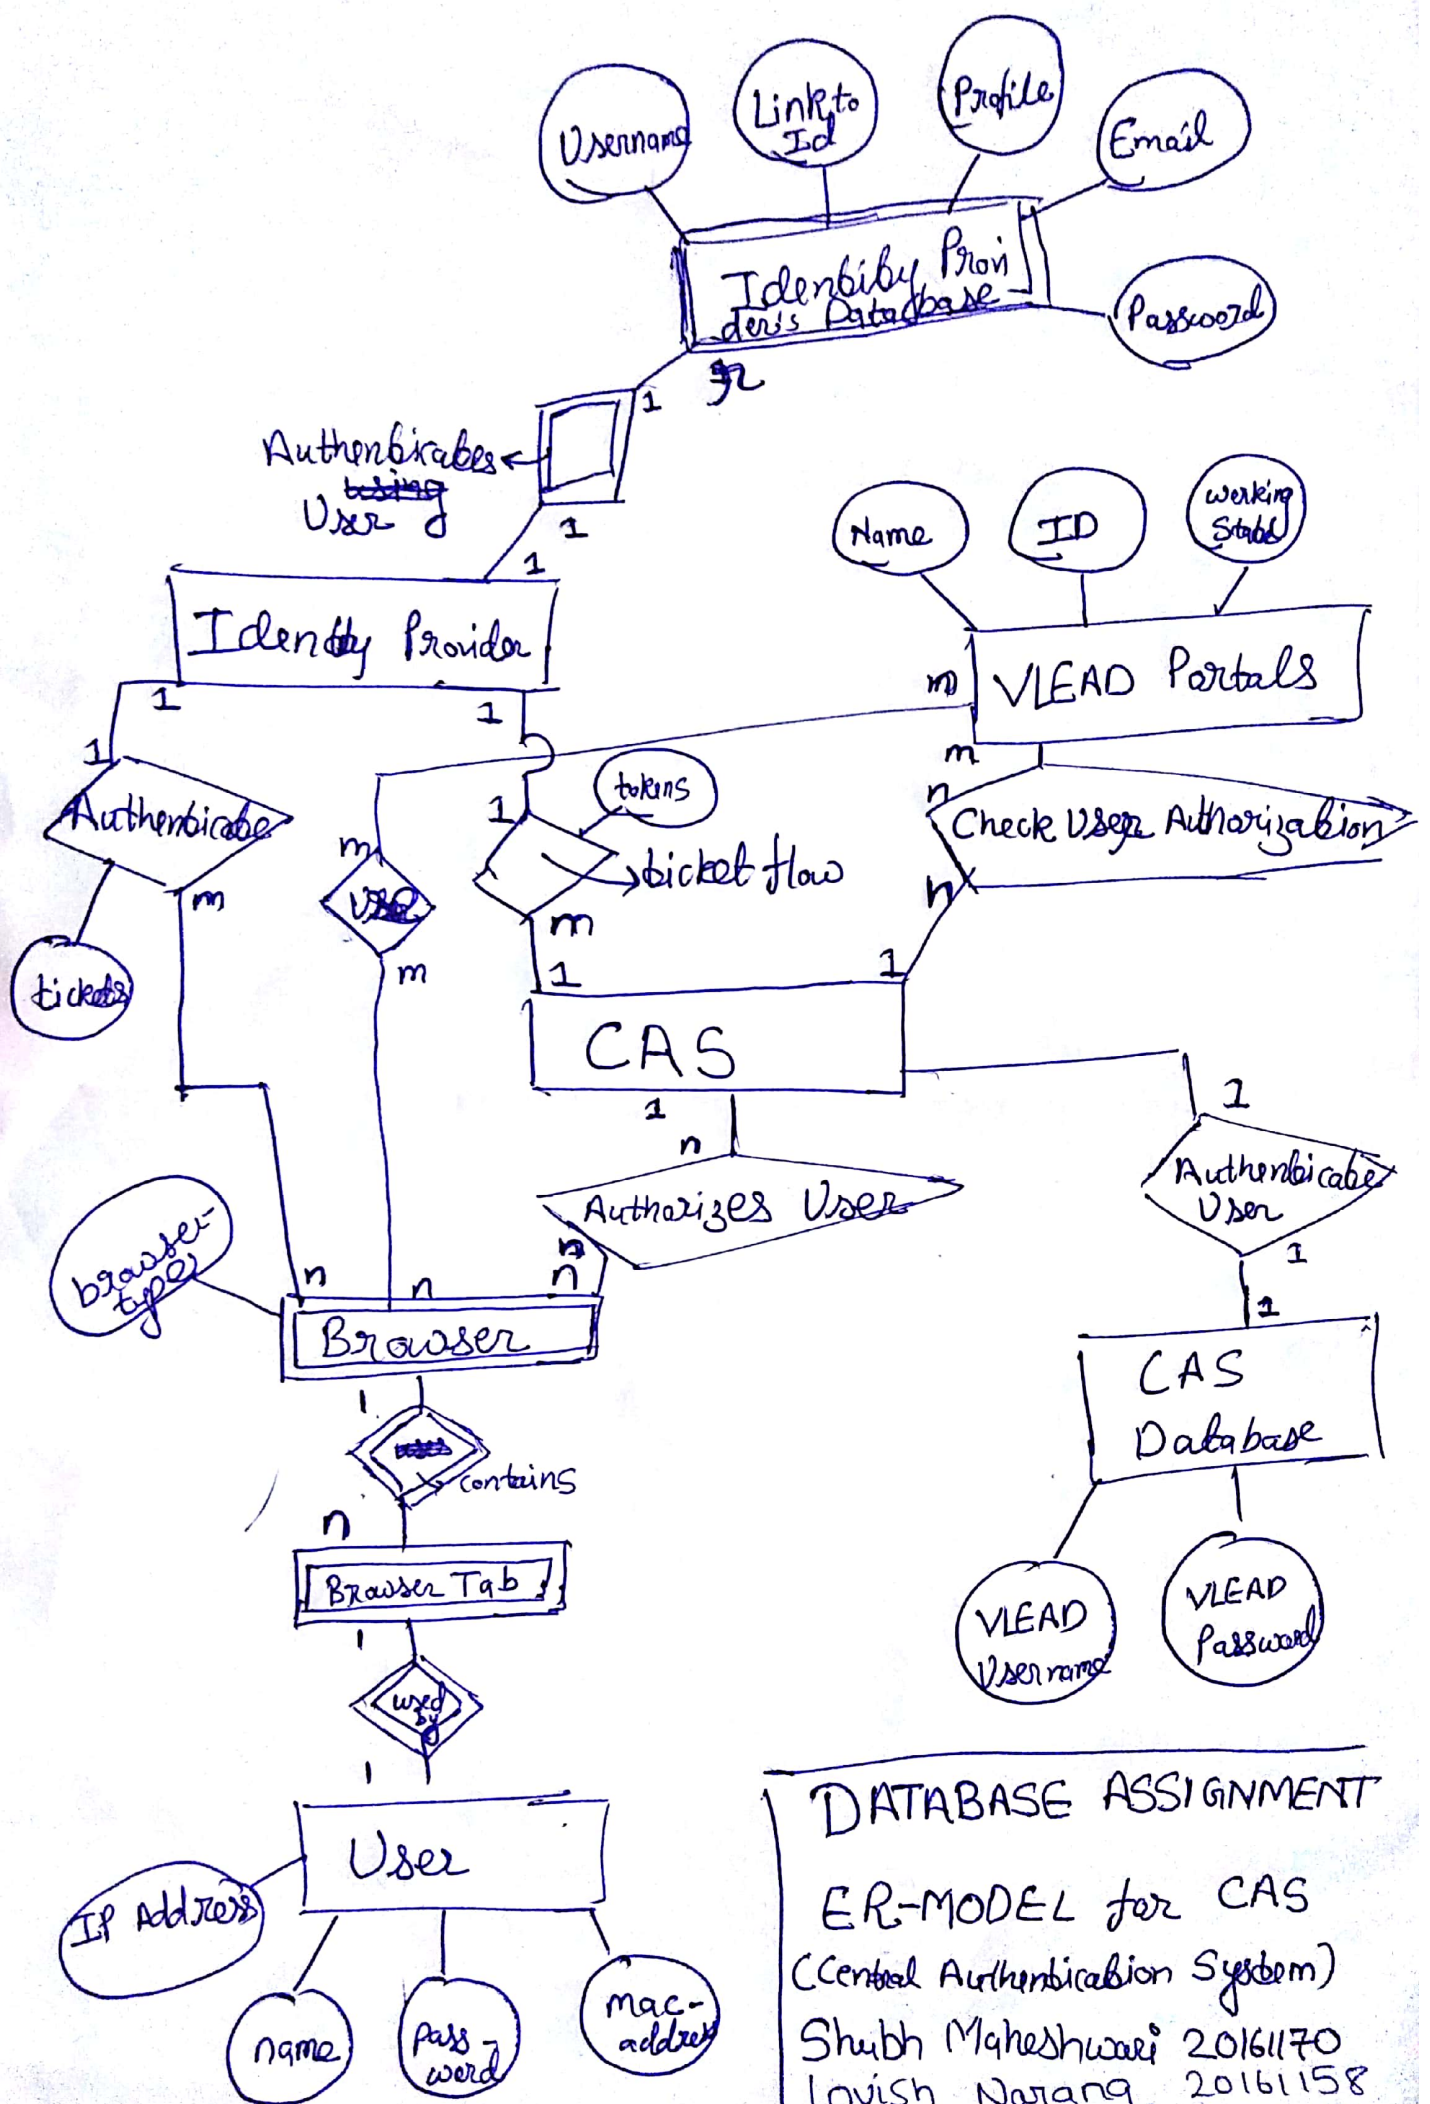 Username
Link to
Id
Profile
Email
Identity Provi
der's Database
Password
1
Authenticates
User
1
1
Identity Provider
1
1
Name
ID
working
State
m
VLEAD Portals
m
n
Check User Authorization
n
1
1
Authenticate
m
tickets
m
m
1
tokens
ticket flow
m
1
CAS
1
n
Authorizes User
n
n
1
Authenticate
User
1
1
CAS
Database
VLEAD
Username
VLEAD
Password
browser-
type
n
n
Browser
1
contains
n
Browser Tab
1
used
by
1
User
IP Address
name
pass-
word
mac-
address
DATABASE ASSIGNMENT
ER-MODEL for CAS
(Central Authentication System)
Shubh Maheshwari 20161170
Narang 20161158